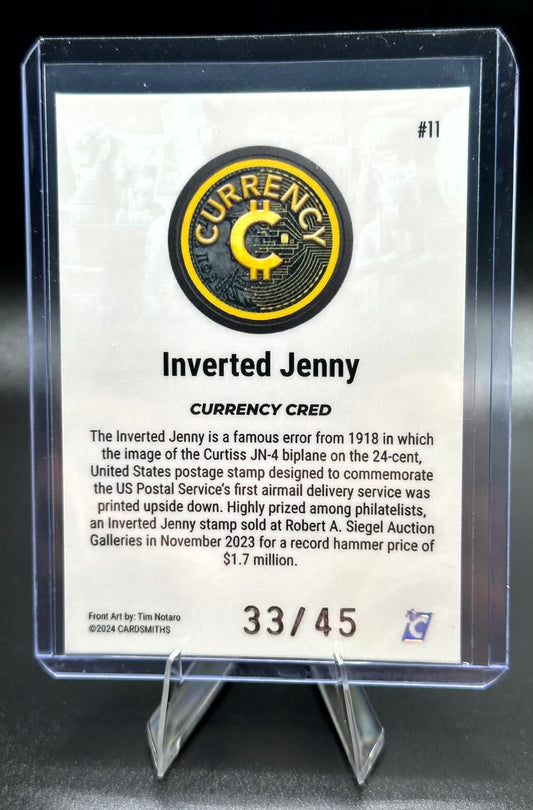 #11
CURRENCY
C
Inverted Jenny
CURRENCY CRED
The Inverted Jenny is a famous error from 1918 in which
the image of the Curtiss JN-4 biplane on the 24-cent,
United States postage stamp designed to commemorate
the US Postal Service's first airmail delivery service was
printed upside down. Highly prized among philatelists,
an Inverted Jenny stamp sold at Robert A. Siegel Auction
Galleries in November 2023 for a record hammer price of
$1.7 million.
Front Art by: Tim Notaro
©2024 CARDSMITHS
33/45
C